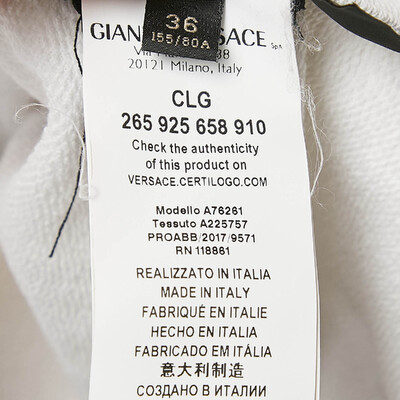 36
155/80A
GIAN SACE SpA
20121 Milano, Italy
CLG
265 925 658 910
Check the authenticity
of this product on
VERSACE.CERTILOGO.COM
Modello A76261
Tessuto A225757
PROABB/2017/9571
RN 118861
REALIZZATO IN ITALIA
MADE IN ITALY
FABRIQUÉ EN ITALIE
HECHO EN ITALIA
FABRICADO EM ITÁLIA
意大利制造
СОЗДАНО В ИТАЛИИ